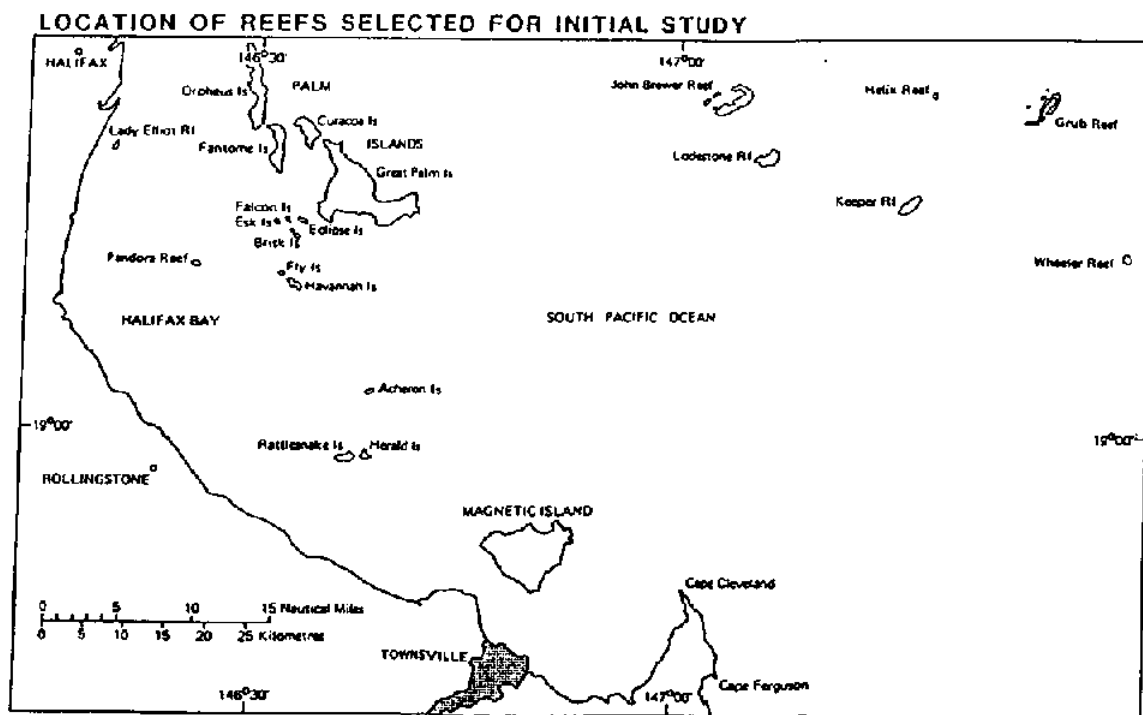 LOCATION OF REEFS SELECTED FOR INITIAL STUDY
HALIFAX
146°30'
147°00'
Orpheus Is
PALM
John Brewer Reef
Helix Reef
Grub Reef
Lady Elliot Rf
Curacoa Is
Fantome Is
ISLANDS
Lodestone Rf
Great Palm Is
Keeper Rf
Falcon Is
Esk Is
Eclipse Is
Brisk Is
Pandora Reef
Fly Is
Havannah Is
Wheeler Reef
HALIFAX BAY
SOUTH PACIFIC OCEAN
Acheron Is
19°00'
19°00'
Rattlesnake Is
Herald Is
ROLLINGSTONE
MAGNETIC ISLAND
Cape Cleveland
0 5 10 15 Nautical Miles
0 5 10 15 20 25 Kilometres
TOWNSVILLE
Cape Ferguson
146°30'
147°00'